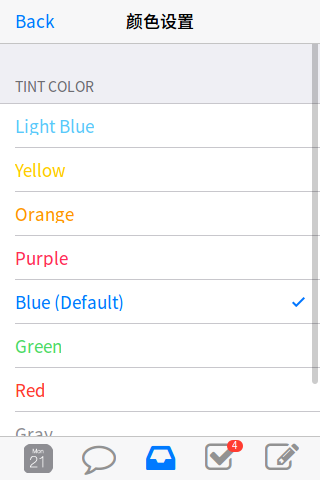 Back
颜色设置
TINT COLOR
Light Blue
Yellow
Orange
Purple
Blue (Default)
Green
Red
Gray
Mon
21
4